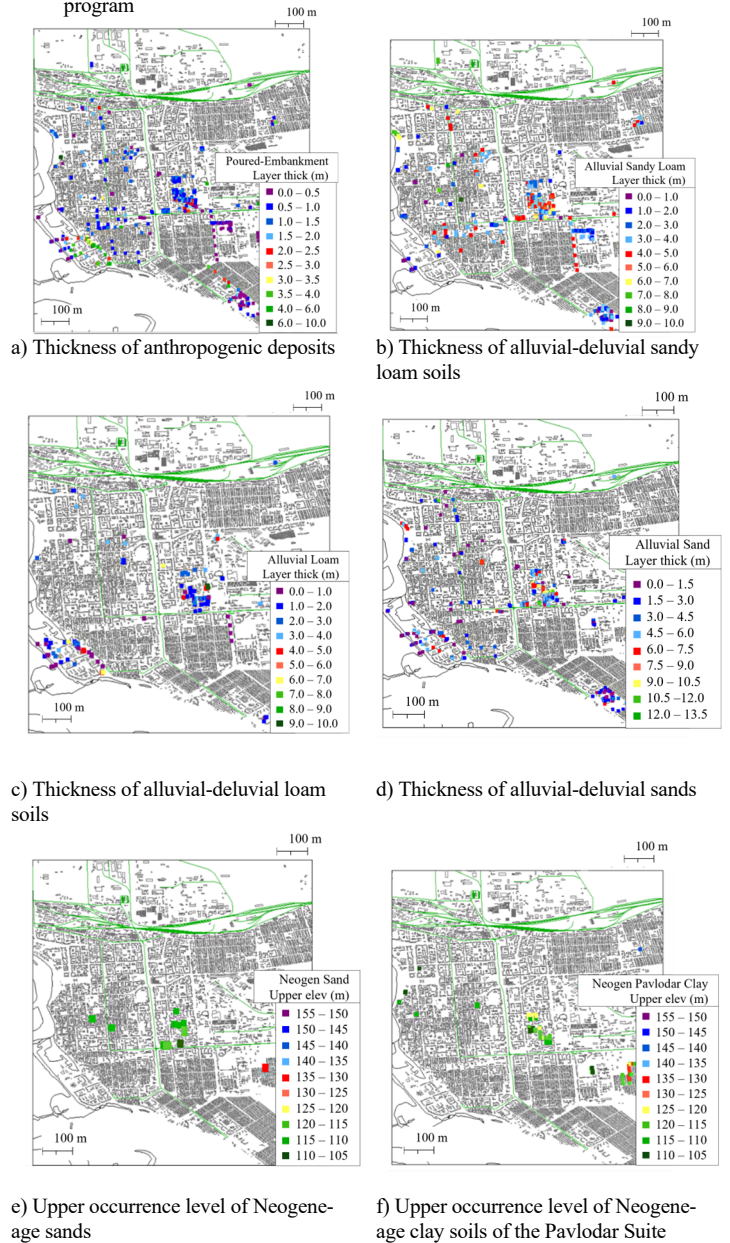 program
100 m
100 m
Poured-Embankment
Layer thick (m)
0.0 – 0.5
0.5 – 1.0
1.0 – 1.5
1.5 – 2.0
2.0 – 2.5
2.5 – 3.0
3.0 – 3.5
3.5 – 4.0
4.0 – 6.0
6.0 – 10.0
100 m
a) Thickness of anthropogenic deposits
Alluvial Sandy Loam
Layer thick (m)
0.0 – 1.0
1.0 – 2.0
2.0 – 3.0
3.0 – 4.0
4.0 – 5.0
5.0 – 6.0
6.0 – 7.0
7.0 – 8.0
8.0 – 9.0
9.0 – 10.0
100 m
b) Thickness of alluvial-deluvial sandy
loam soils
100 m
100 m
Alluvial Loam
Layer thick (m)
0.0 – 1.0
1.0 – 2.0
2.0 – 3.0
3.0 – 4.0
4.0 – 5.0
5.0 – 6.0
6.0 – 7.0
7.0 – 8.0
8.0 – 9.0
9.0 – 10.0
100 m
c) Thickness of alluvial-deluvial loam
soils
Alluvial Sand
Layer thick (m)
0.0 – 1.5
1.5 – 3.0
3.0 – 4.5
4.5 – 6.0
6.0 – 7.5
7.5 – 9.0
9.0 – 10.5
10.5 –12.0
12.0 – 13.5
100 m
d) Thickness of alluvial-deluvial sands
100 m
100 m
Neogen Sand
Upper elev (m)
155 – 150
150 – 145
145 – 140
140 – 135
135 – 130
130 – 125
125 – 120
120 – 115
115 – 110
110 – 105
100 m
e) Upper occurrence level of Neogene-
age sands
Neogen Pavlodar Clay
Upper elev (m)
155 – 150
150 – 145
145 – 140
140 – 135
135 – 130
130 – 125
125 – 120
120 – 115
115 – 110
110 – 105
100 m
f) Upper occurrence level of Neogene-
age clay soils of the Pavlodar Suite